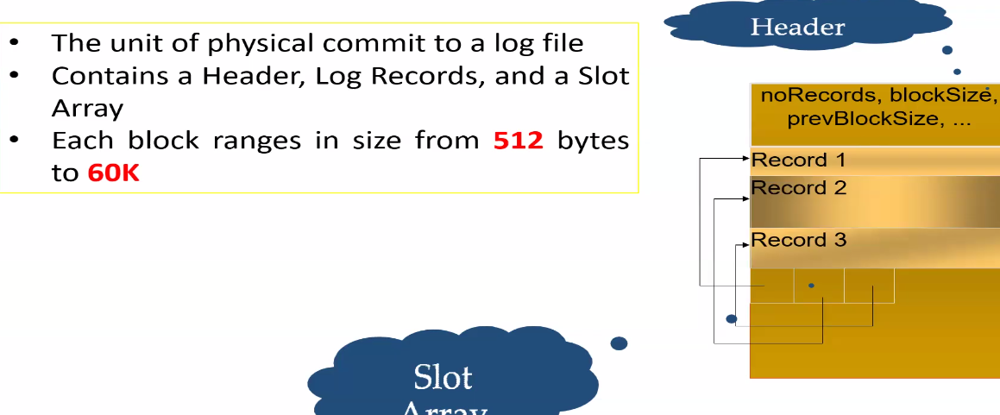 • The unit of physical commit to a log file
• Contains a Header, Log Records, and a Slot
Array
• Each block ranges in size from 512 bytes
to 60K
Header
noRecords, blockSize,
prevBlockSize, ...
Record 1
Record 2
Record 3
Slot
Array